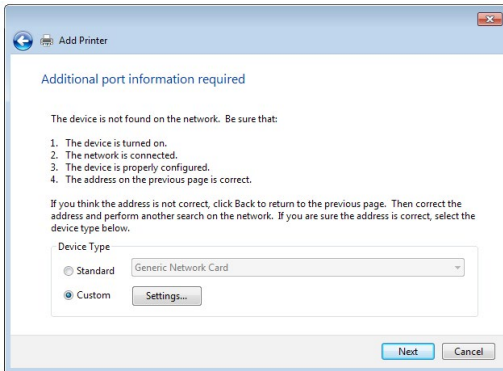 Add Printer
Additional port information required
The device is not found on the network. Be sure that:
1. The device is turned on.
2. The network is connected.
3. The device is properly configured.
4. The address on the previous page is correct.
If you think the address is not correct, click Back to return to the previous page. Then correct the
address and perform another search on the network. If you are sure the address is correct, select the
device type below.
Device Type
Standard
Generic Network Card
Custom
Settings...
Next
Cancel